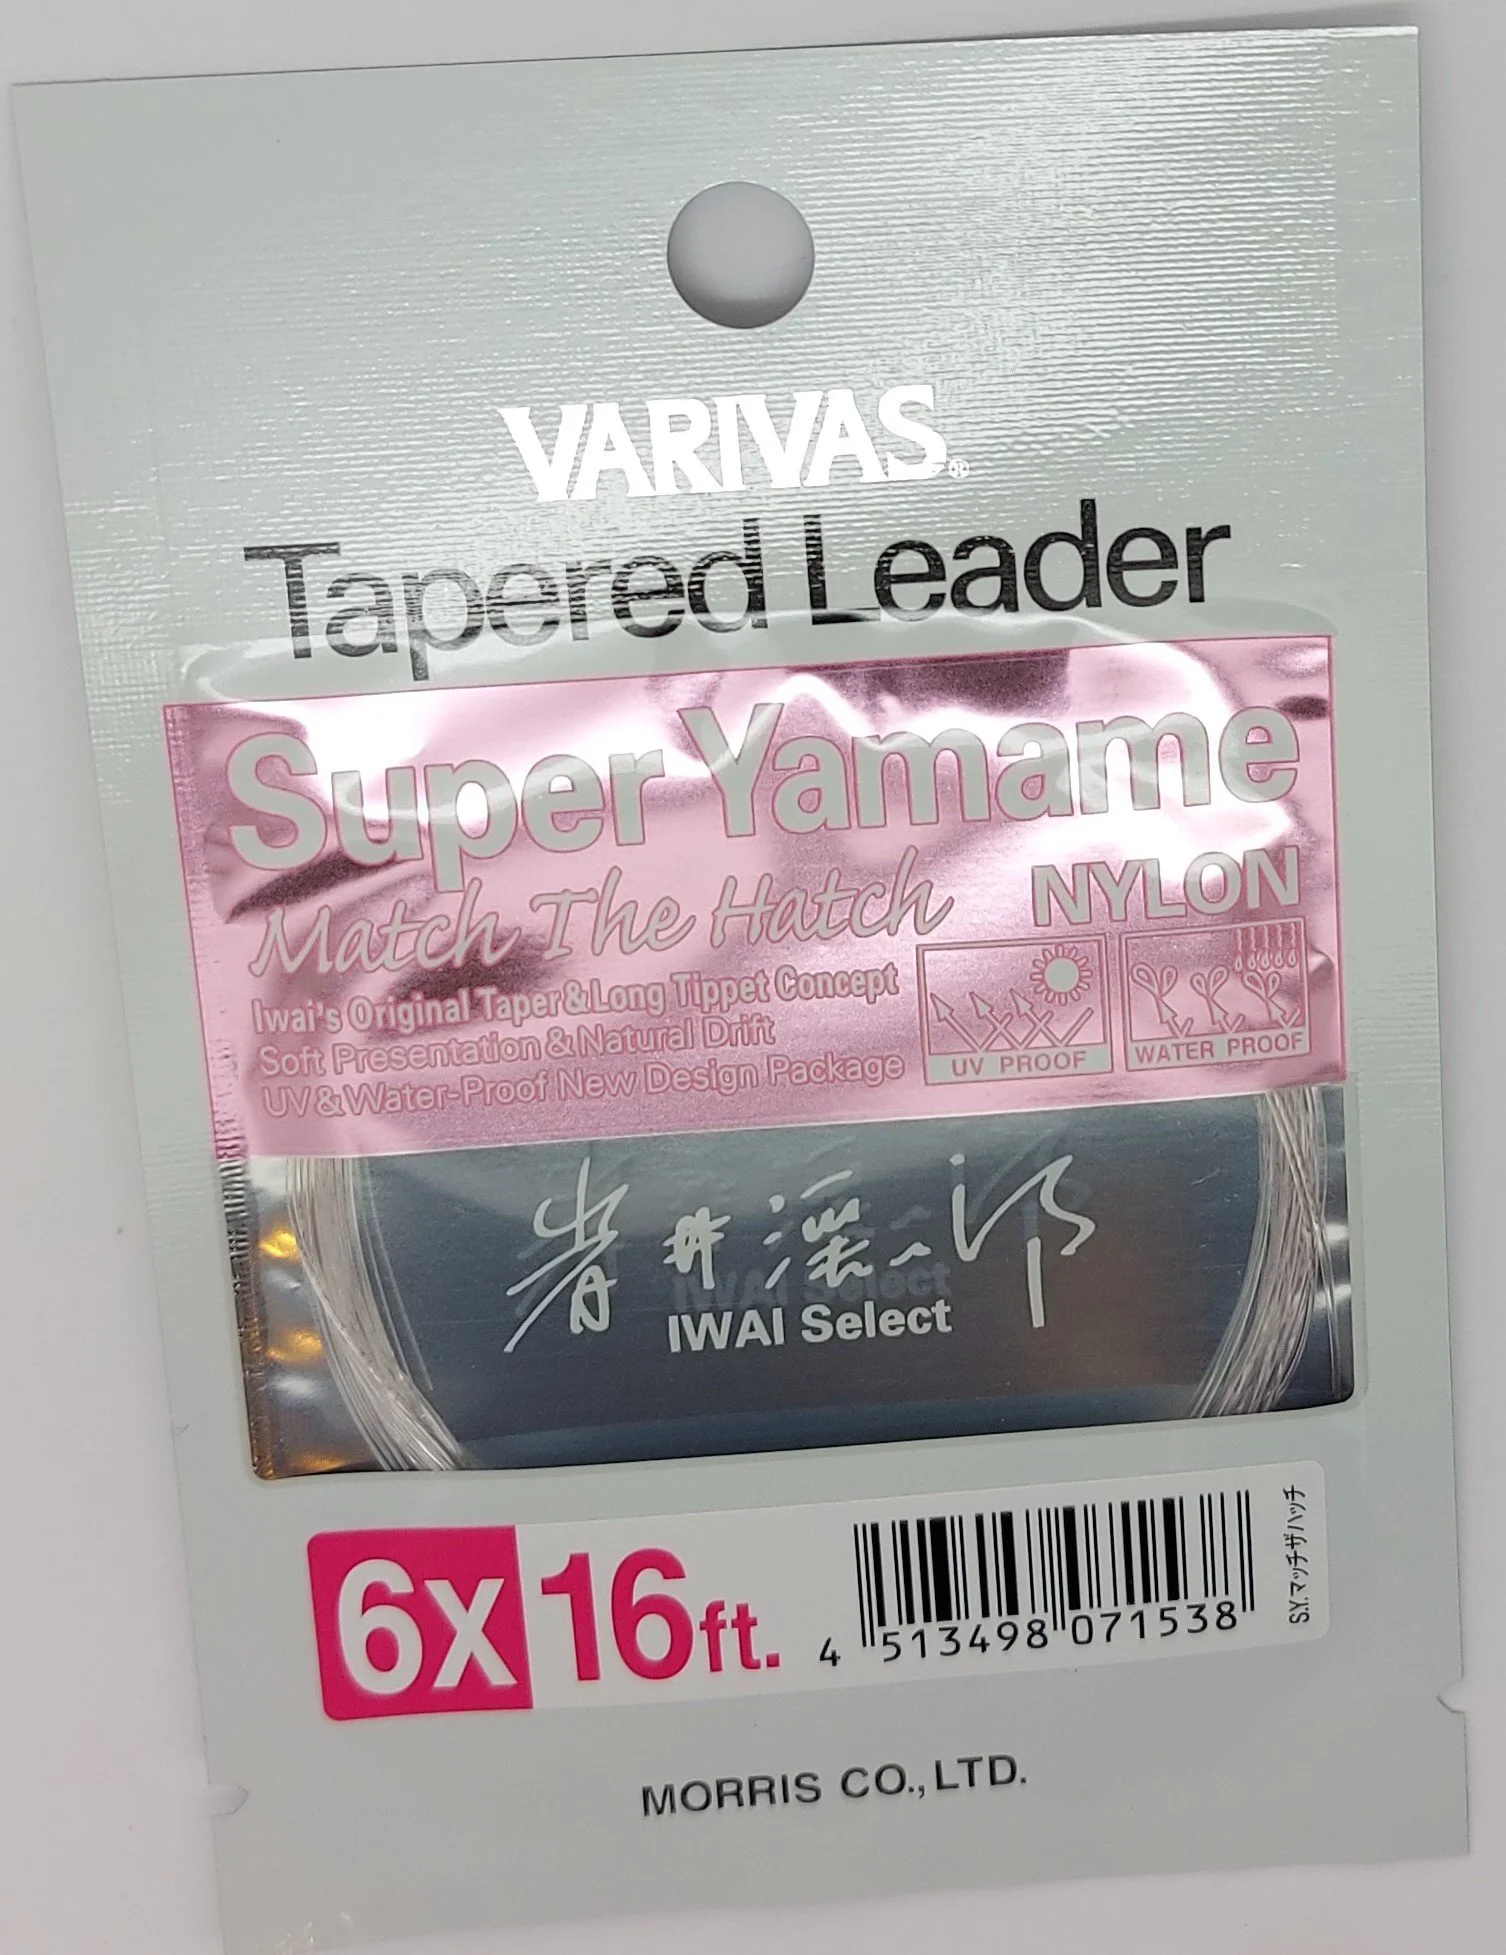 VARIVAS®
Tapered Leader
Super Yamame
Match The Hatch NYLON
Iwai's Original Taper & Long Tippet Concept
Soft Presentation & Natural Drift
UV & Water-Proof New Design Package
UV PROOF
WATER PROOF
岩井渓一郎
IWAI Select
6X 16ft.
4 513498 071538
S.Y.マッチザハッチ
MORRIS CO., LTD.